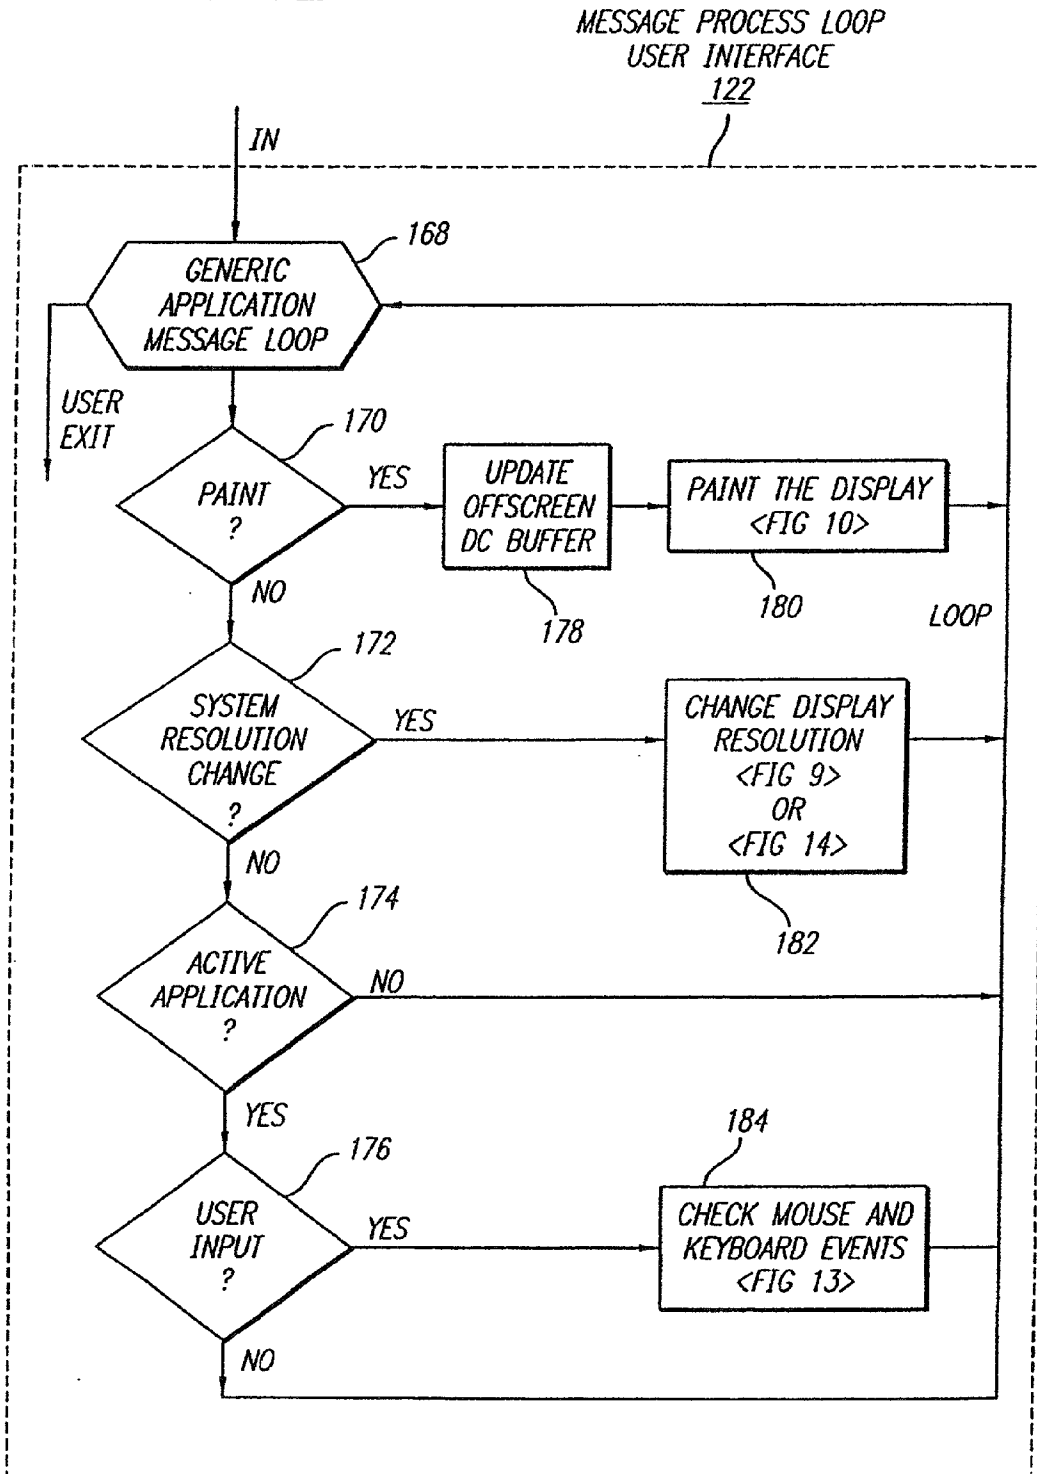 MESSAGE PROCESS LOOP
USER INTERFACE
122
IN
168
GENERIC
APPLICATION
MESSAGE LOOP
USER
EXIT
170
PAINT
?
YES
UPDATE
OFFSCREEN
DC BUFFER
178
PAINT THE DISPLAY
<FIG 10>
180
LOOP
NO
172
SYSTEM
RESOLUTION
CHANGE
?
YES
CHANGE DISPLAY
RESOLUTION
<FIG 9>
OR
<FIG 14>
182
NO
174
ACTIVE
APPLICATION
?
NO
YES
176
USER
INPUT
?
YES
184
CHECK MOUSE AND
KEYBOARD EVENTS
<FIG 13>
NO